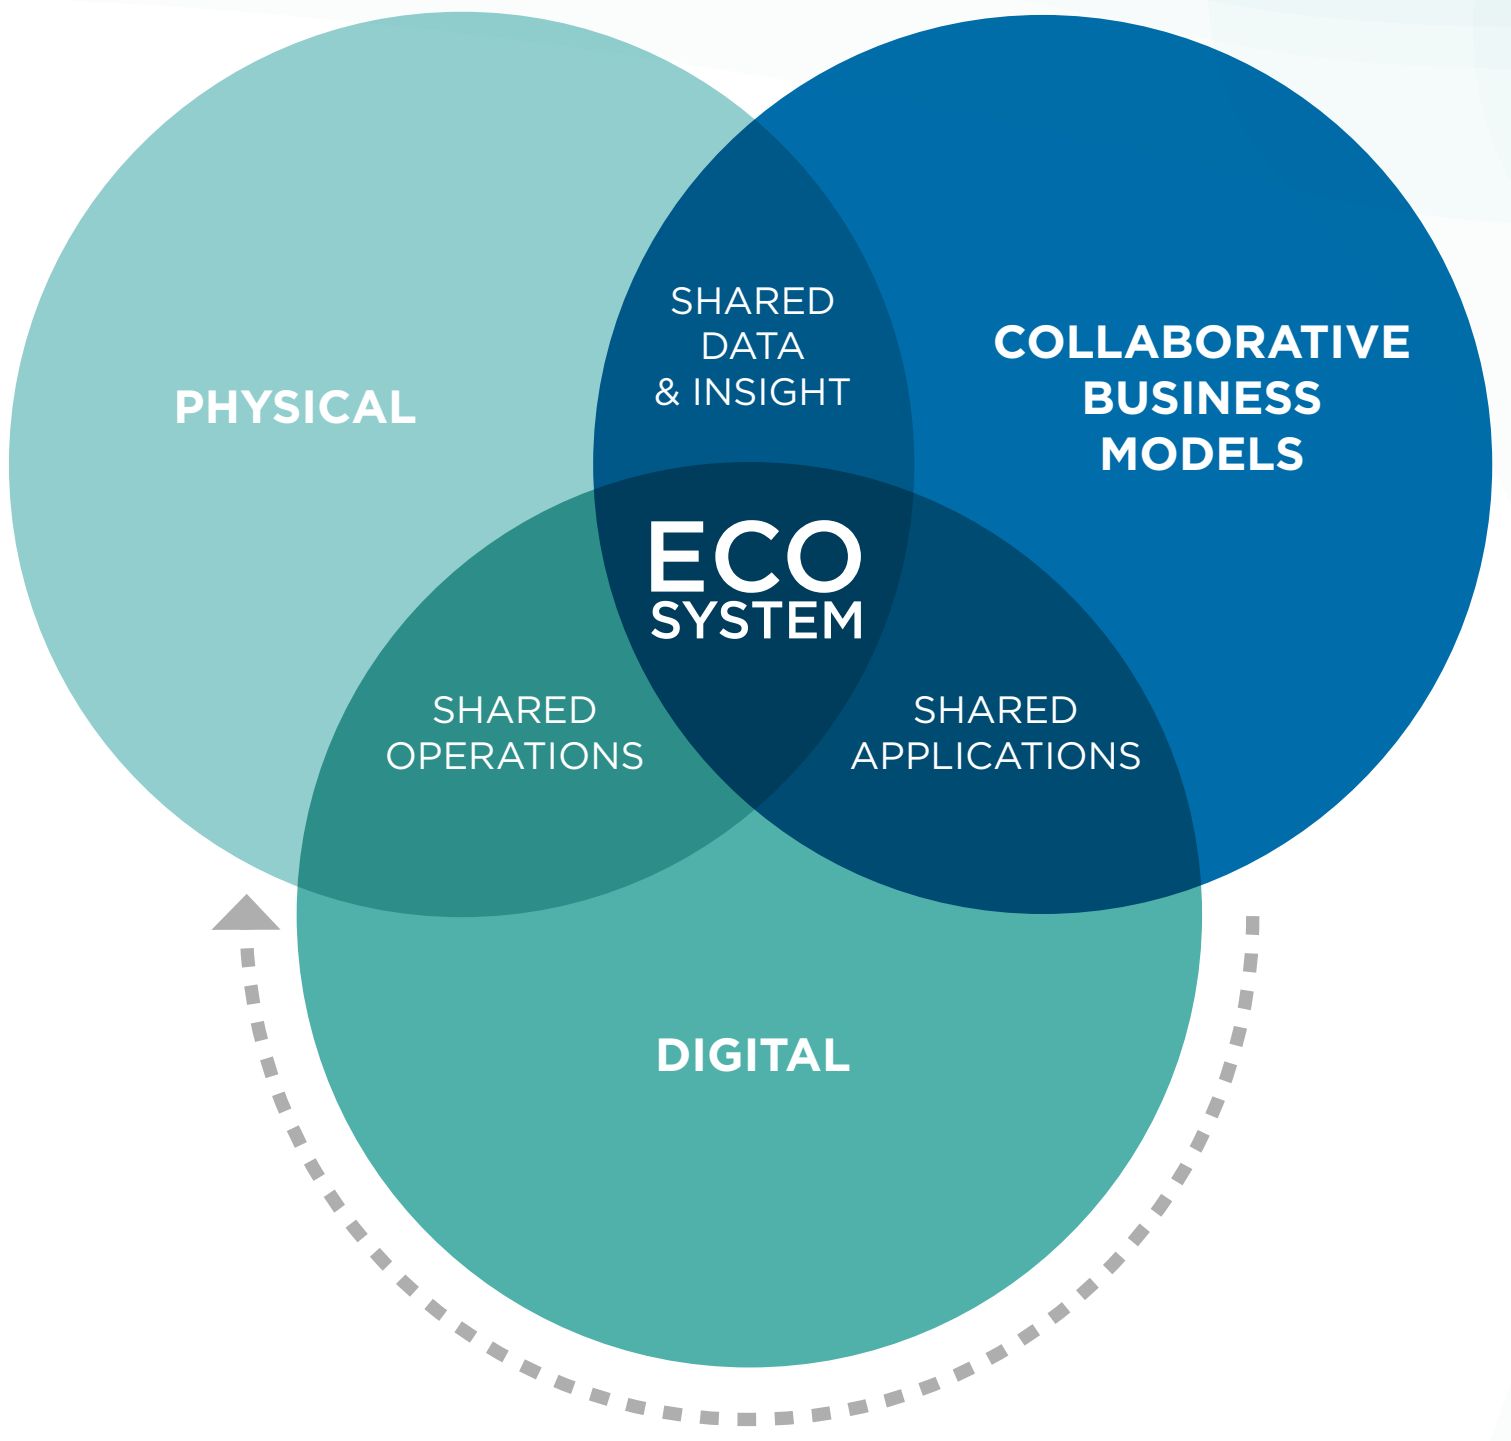 SHARED
DATA
& INSIGHT
PHYSICAL
COLLABORATIVE
BUSINESS
MODELS
ECO
SYSTEM
SHARED
OPERATIONS
SHARED
APPLICATIONS
DIGITAL